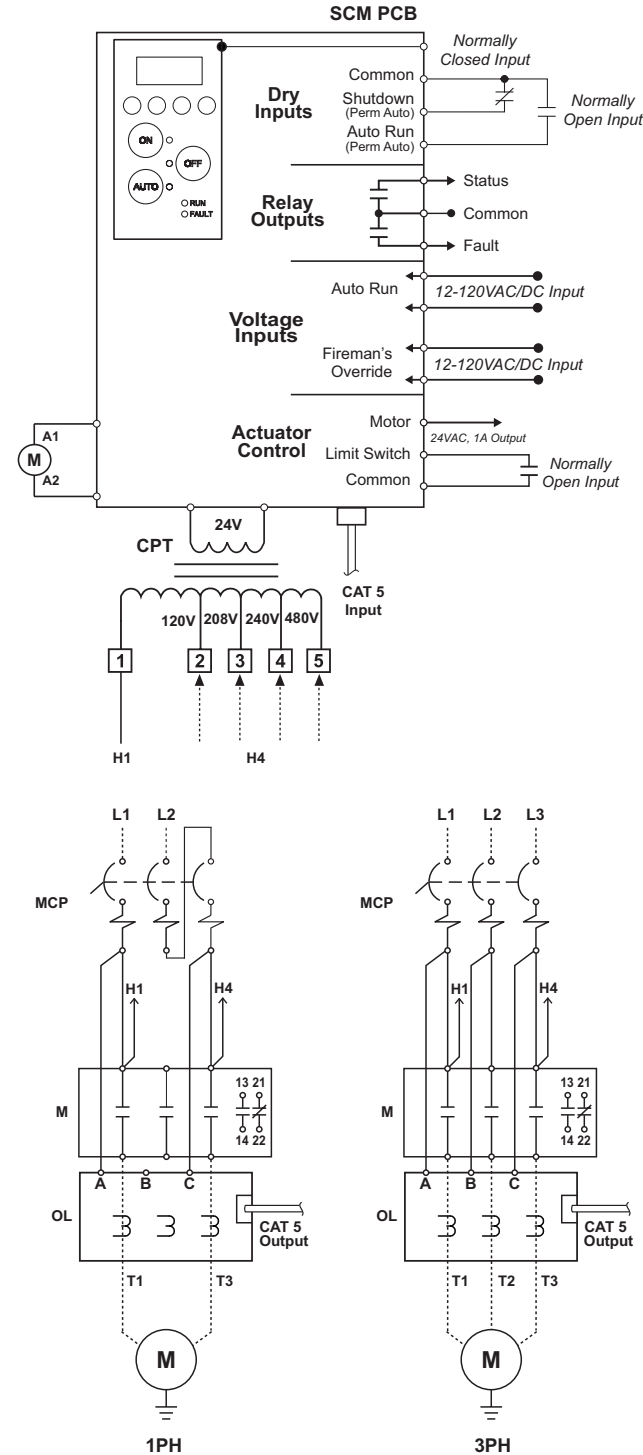 SCM PCB
Normally
Closed Input
Dry
Inputs
Common
Shutdown
(Perm Auto)
Auto Run
(Perm Auto)
Normally
Open Input
ON
OFF
AUTO
RUN
FAULT
Relay
Outputs
Status
Common
Fault
Voltage
Inputs
Auto Run
12-120VAC/DC Input
Fireman's
Override
12-120VAC/DC Input
Actuator
Control
Motor
24VAC, 1A Output
Limit Switch
Common
Normally
Open Input
A1
M
A2
24V
CPT
CAT 5
Input
120V 208V 240V 480V
1 2 3 4 5
H1 H4
L1 L2
MCP
H1 H4
M
13 21
14 22
A B C
OL
CAT 5
Output
T1 T3
M
1PH
L1 L2 L3
MCP
H1 H4
M
13 21
14 22
A B C
OL
CAT 5
Output
T1 T2 T3
M
3PH